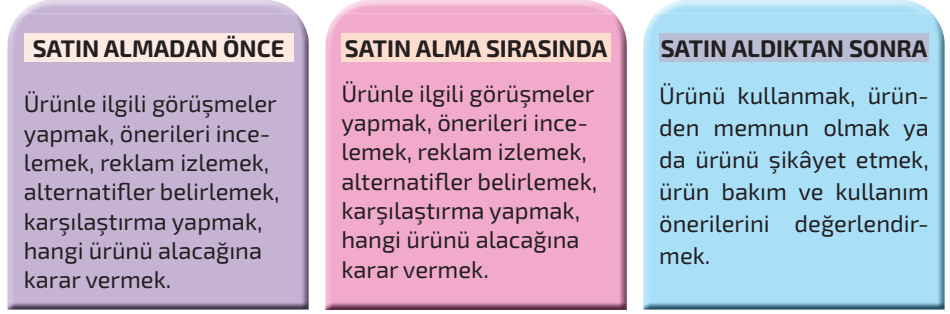 SATIN ALMADAN ÖNCE
Ürünle ilgili görüşmeler
yapmak, önerileri ince-
lemek, reklam izlemek,
alternatifler belirlemek,
karşılaştırma yapmak,
hangi ürünü alacağına
karar vermek.
SATIN ALMA SIRASINDA
Ürünle ilgili görüşmeler
yapmak, önerileri ince-
lemek, reklam izlemek,
alternatifler belirlemek,
karşılaştırma yapmak,
hangi ürünü alacağına
karar vermek.
SATIN ALDIKTAN SONRA
Ürünü kullanmak, ürün-
den memnun olmak ya
da ürünü şikâyet etmek,
ürün bakım ve kullanım
önerilerini değerlendir-
mek.